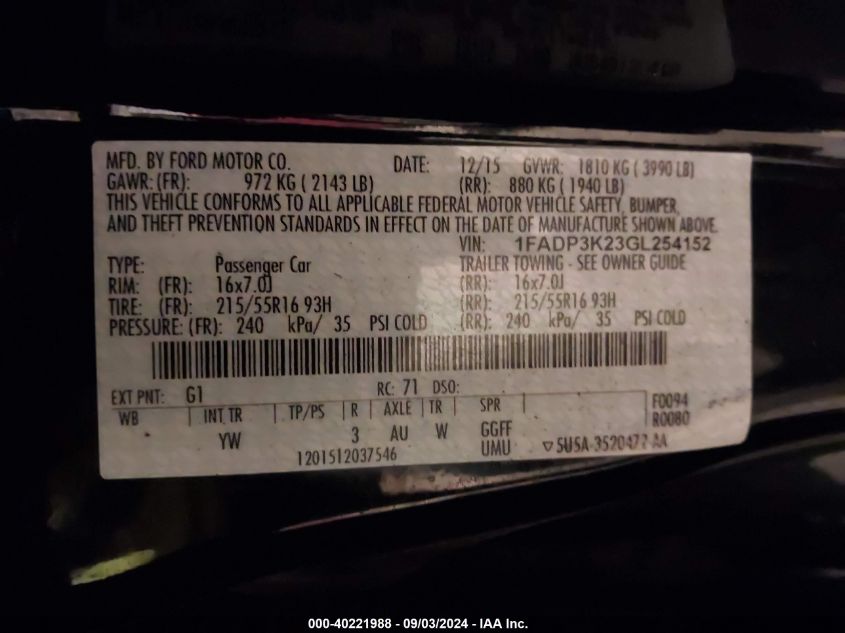 MFD. BY FORD MOTOR CO. DATE: 12/15 GVWR: 1810 KG ( 3990 LB)
GAWR: (FR): 972 KG ( 2143 LB) (RR): 880 KG ( 1940 LB)
THIS VEHICLE CONFORMS TO ALL APPLICABLE FEDERAL MOTOR VEHICLE SAFETY, BUMPER,
AND THEFT PREVENTION STANDARDS IN EFFECT ON THE DATE OF MANUFACTURE SHOWN ABOVE.
VIN: 1FADP3K23GL254152
TYPE: Passenger Car TRAILER TOWING - SEE OWNER GUIDE
RIM: (FR): 16x7.0J (RR): 16x7.0J
TIRE: (FR): 215/55R16 93H (RR): 215/55R16 93H
PRESSURE: (FR): 240 kPa/ 35 PSI COLD (RR): 240 kPa/ 35 PSI COLD
EXT PNT: G1 RC: 71 DSO:
WB INT TR TP/PS R AXLE TR SPR F0094
YW 3 AU W GGFF R0080
1201512037546 UMU ▽5U5A-3520472-AA
000-40221988 - 09/03/2024 - IAA Inc.